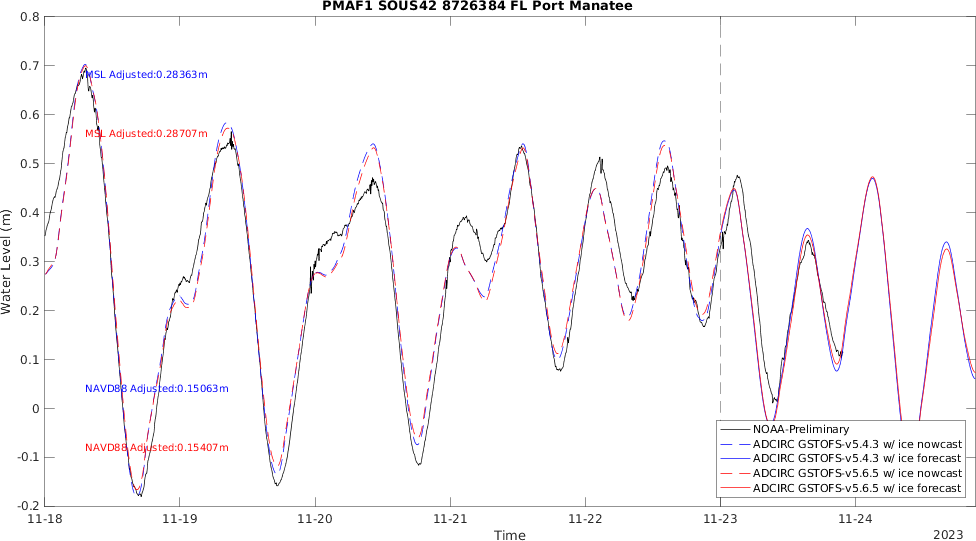 PMAF1 SOUS42 8726384 FL Port Manatee
0.8
0.7
0.6
0.5
0.4
0.3
0.2
0.1
0
-0.1
-0.2
Water Level (m)
MSL Adjusted:0.28363m
MSL Adjusted:0.28707m
NAVD88 Adjusted:0.15063m
NAVD88 Adjusted:0.15407m
NOAA-Preliminary
ADCIRC GSTOFS-v5.4.3 w/ ice nowcast
ADCIRC GSTOFS-v5.4.3 w/ ice forecast
ADCIRC GSTOFS-v5.6.5 w/ ice nowcast
ADCIRC GSTOFS-v5.6.5 w/ ice forecast
11-18 11-19 11-20 11-21 11-22 11-23 11-24
Time
2023